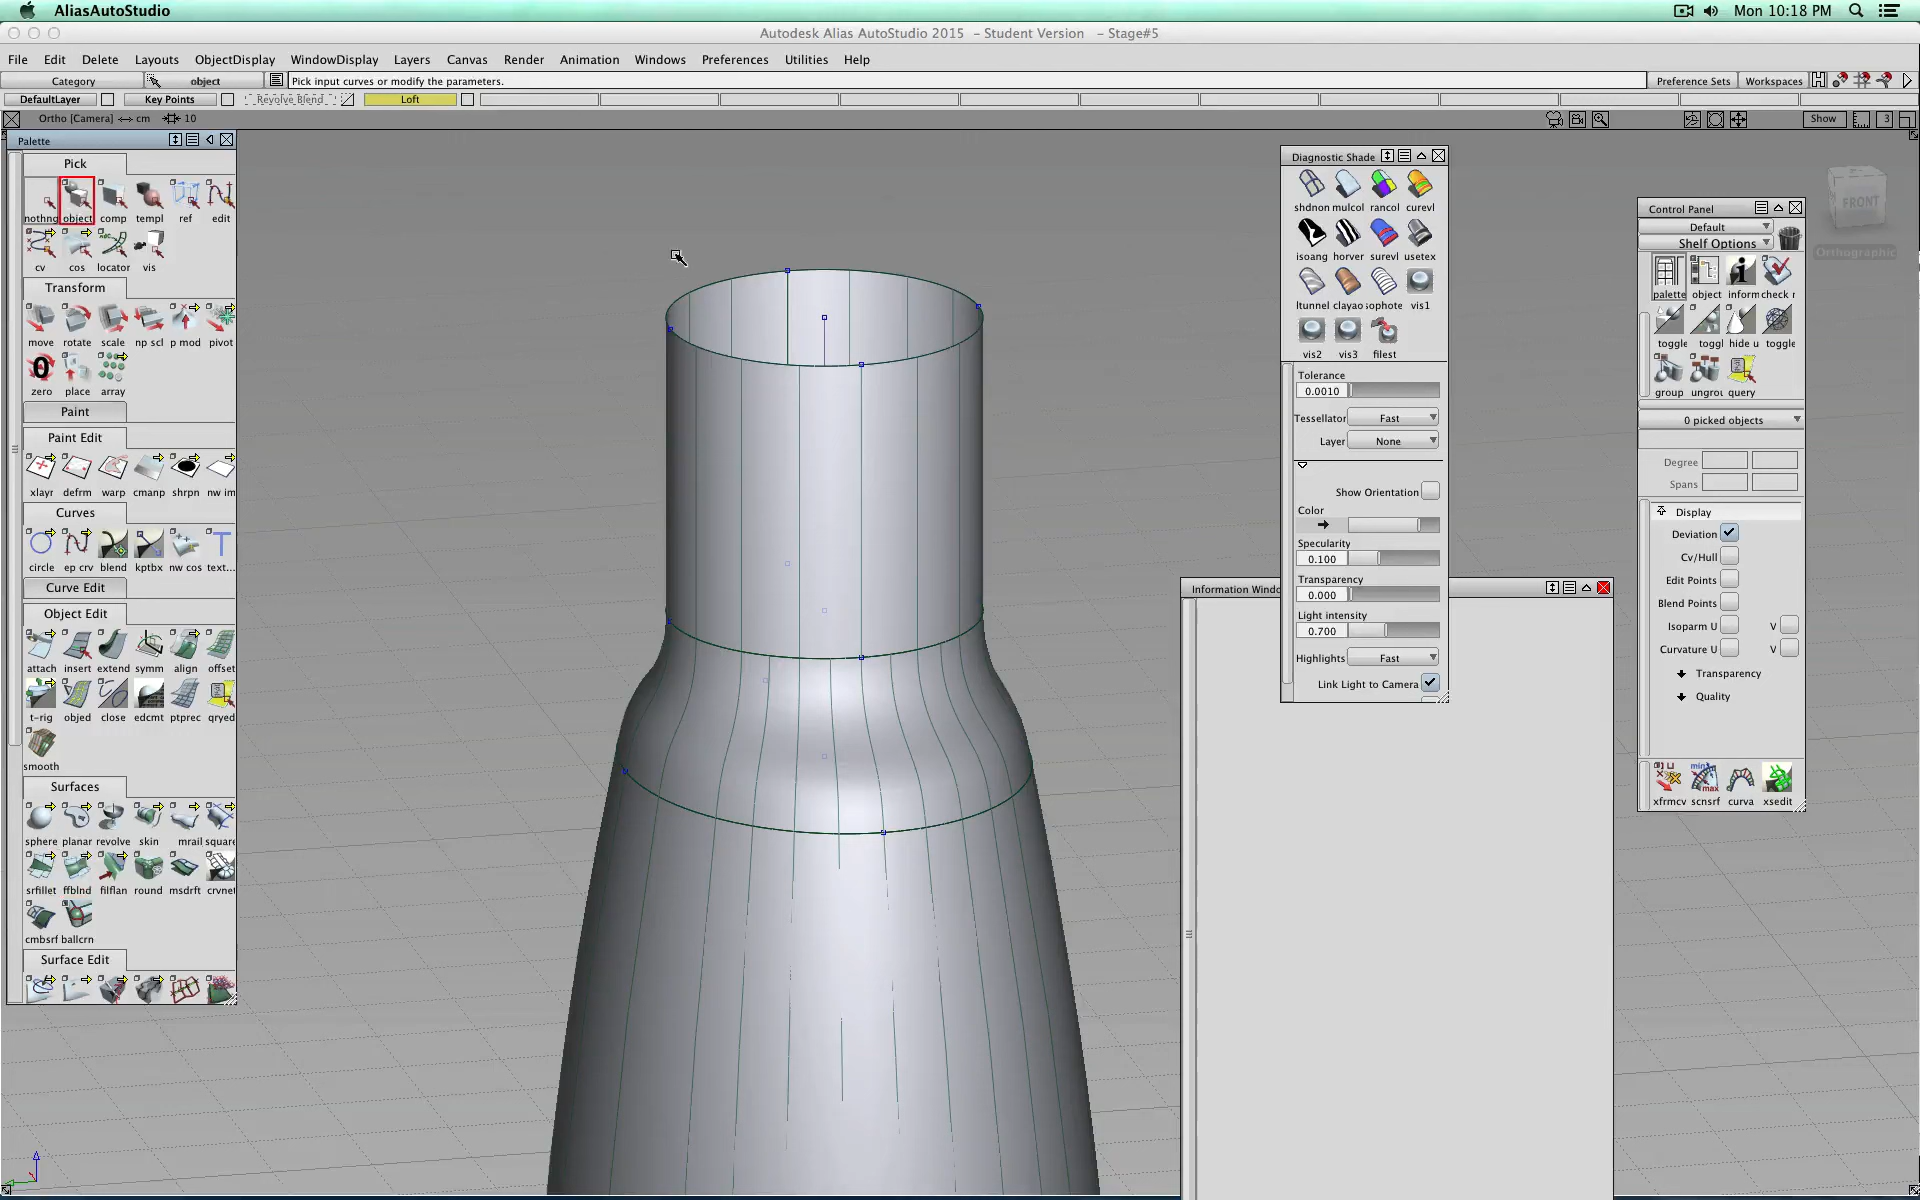 AliasAutoStudio
Mon 10:18 PM
Autodesk Alias AutoStudio 2015 - Student Version - Stage#5
File Edit Delete Layouts ObjectDisplay WindowDisplay Layers Canvas Render Animation Windows Preferences Utilities Help
Category object Pick input curves or modify the parameters. Preference Sets Workspaces
DefaultLayer Key Points Revolve Blend Loft
Ortho [Camera] cm 10 Show 3
Palette
Pick
nothng object comp templ ref edit
cv cos locator vis
Transform
move rotate scale np scl p mod pivot
zero place array
Paint
Paint Edit
xlayr defrm warp cmanp shrpn nw im
Curves
circle ep crv blend kptbx nw cos text...
Curve Edit
Object Edit
attach insert extend symm align offset
t-rig objed close edcmt ptprec qryed
smooth
Surfaces
sphere planar revolve skin mrail square
srfillet ffblnd filflan round msdrft crvnet
cmbsrf ballcrn
Surface Edit
Diagnostic Shade
shdnon mulcol rancol curevl
isoang horver surevl usetex
ltunnel clayao isophote vis1
vis2 vis3 filest
Tolerance
0.0010
Tessellator Fast
Layer None
Show Orientation
Color
Specularity
0.100
Transparency
0.000
Light intensity
0.700
Highlights Fast
Link Light to Camera
Information Windo
Control Panel
Default
Shelf Options
palette object inform check r
toggle toggl hide u toggle
group ungrou query
0 picked objects
Degree
Spans
Display
Deviation
Cv/Hull
Edit Points
Blend Points
Isoparm U V
Curvature U V
Transparency
Quality
xfrmcv scnsrf curva xsedit
FRONT
Orthographic